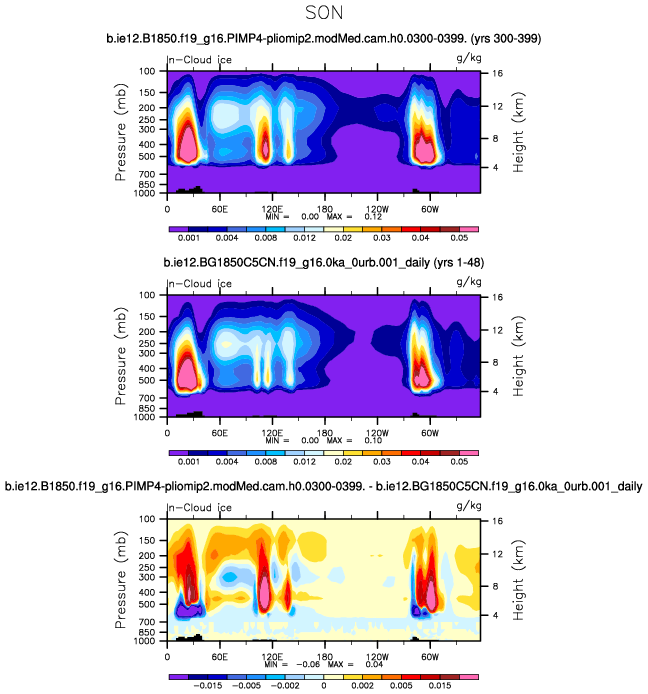 SON
b.ie12.B1850.f19_g16.PIMP4-pliomip2.modMed.cam.h0.0300-0399. (yrs 300-399)
n-Cloud ice g/kg
Pressure (mb)
100
200
250
300
400
500
700
850
1000
16
12
8
4
Height (km)
0 60E 120E 180 120W 60W
MIN = 0.00 MAX = 0.12
0.001 0.004 0.008 0.012 0.02 0.03 0.04 0.05
b.ie12.BG1850C5CN.f19_g16.0ka_0urb.001_daily (yrs 1-48)
n-Cloud ice g/kg
Pressure (mb)
100
200
250
300
400
500
700
850
1000
16
12
8
4
Height (km)
0 60E 120E 180 120W 60W
MIN = 0.00 MAX = 0.10
0.001 0.004 0.008 0.012 0.02 0.03 0.04 0.05
b.ie12.B1850.f19_g16.PIMP4-pliomip2.modMed.cam.h0.0300-0399. - b.ie12.BG1850C5CN.f19_g16.0ka_0urb.001_daily
n-Cloud ice g/kg
Pressure (mb)
100
200
250
300
400
500
700
850
1000
16
12
8
4
Height (km)
0 60E 120E 180 120W 60W
MIN = -0.06 MAX = 0.04
-0.015 -0.005 -0.002 0 0.002 0.005 0.015